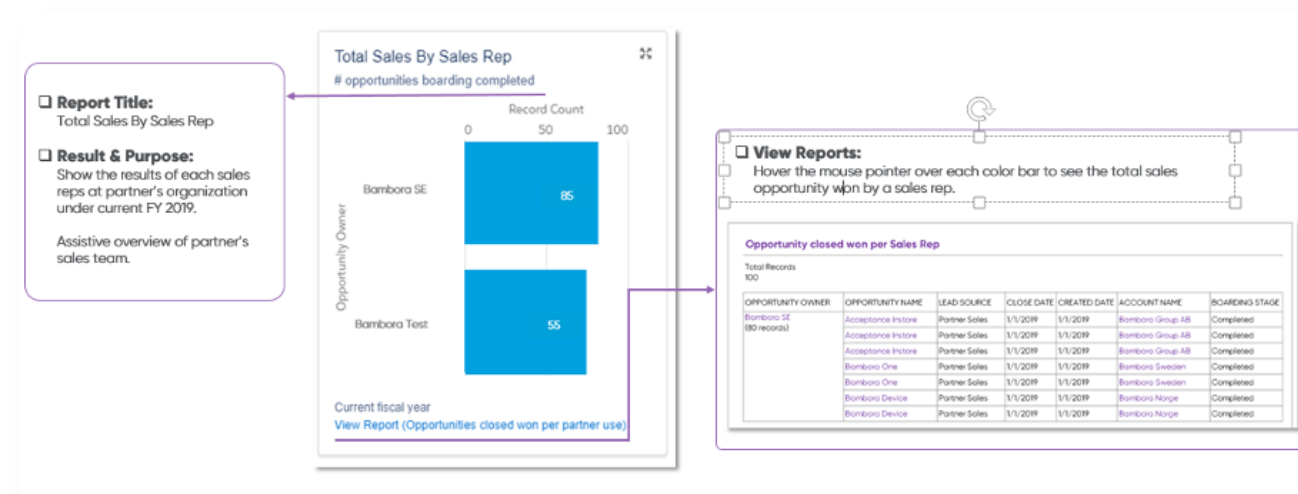 Report Title:
Total Sales By Sales Rep
Result & Purpose:
Show the results of each sales
reps at partner's organization
under current FY 2019.
Assistive overview of partner's
sales team.
Total Sales By Sales Rep
# opportunities boarding completed
Record Count
0 50 100
Opportunity Owner
Bambora SE
85
Bambora Test
55
Current fiscal year
View Report (Opportunities closed won per partner use)
View Reports:
Hover the mouse pointer over each color bar to see the total sales
opportunity won by a sales rep.
Opportunity closed won per Sales Rep
Total Records
100
OPPORTUNITY OWNER OPPORTUNITY NAME LEAD SOURCE CLOSE DATE CREATED DATE ACCOUNT NAME BOARDING STAGE
Bambora SE Acceptance Instore Partner Sales 1/1/2019 1/1/2019 Bambora Group AB Completed
(80 records) Acceptance Instore Partner Sales 1/1/2019 1/1/2019 Bambora Group AB Completed
Acceptance Instore Partner Sales 1/1/2019 1/1/2019 Bambora Group AB Completed
Bambora One Partner Sales 1/1/2019 1/1/2019 Bambora Sweden Completed
Bambora One Partner Sales 1/1/2019 1/1/2019 Bambora Sweden Completed
Bambora Device Partner Sales 1/1/2019 1/1/2019 Bambora Norge Completed
Bambora Device Partner Sales 1/1/2019 1/1/2019 Bambora Norge Completed